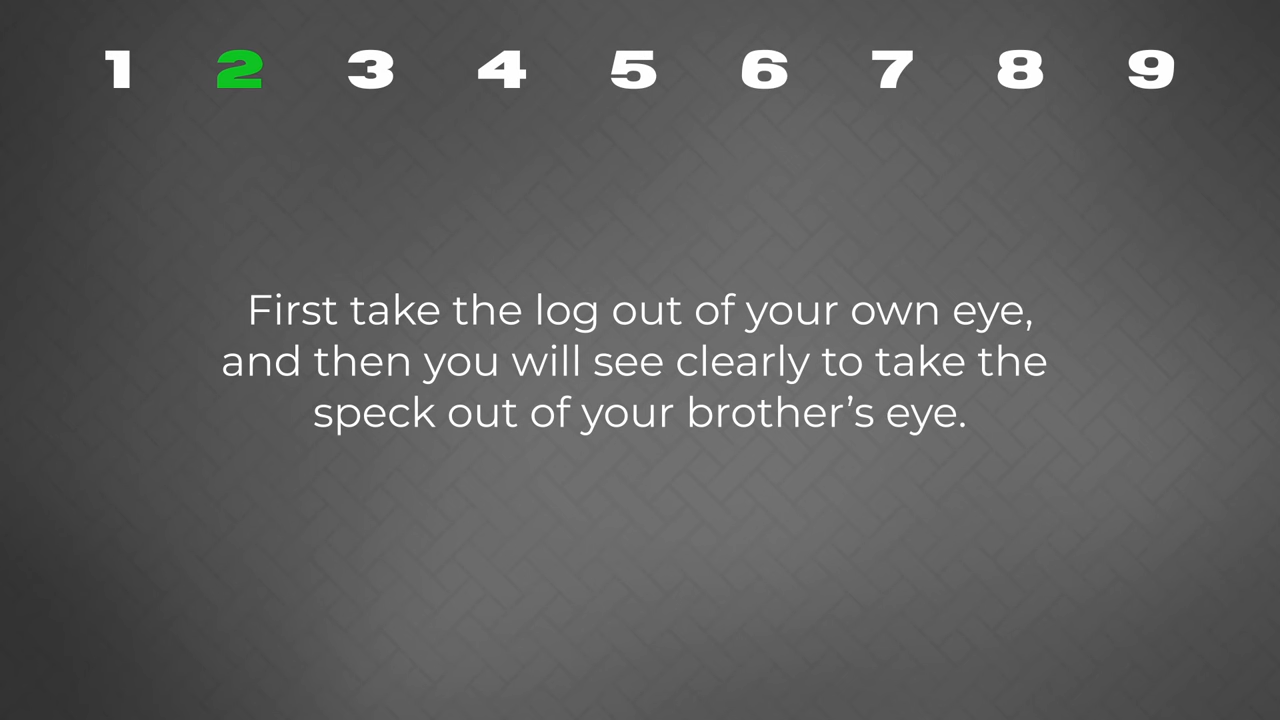 1 2 3 4 5 6 7 8 9
First take the log out of your own eye,
and then you will see clearly to take the
speck out of your brother’s eye.